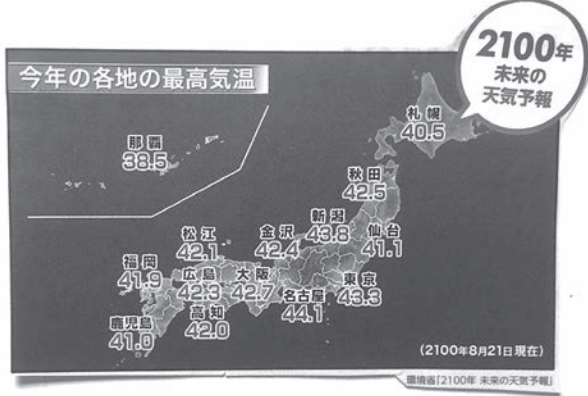 2100年
未来の
天気予報
今年の各地の最高気温
札幌
40.5
那覇
38.5
秋田
42.5
新潟
43.8
仙台
41.1
金沢
42.4
松江
42.1
福岡
41.9
広島
42.3
大阪
42.7
東京
43.3
名古屋
44.1
高知
42.0
鹿児島
41.0
(2100年8月21日現在)
環境省「2100年 未来の天気予報」